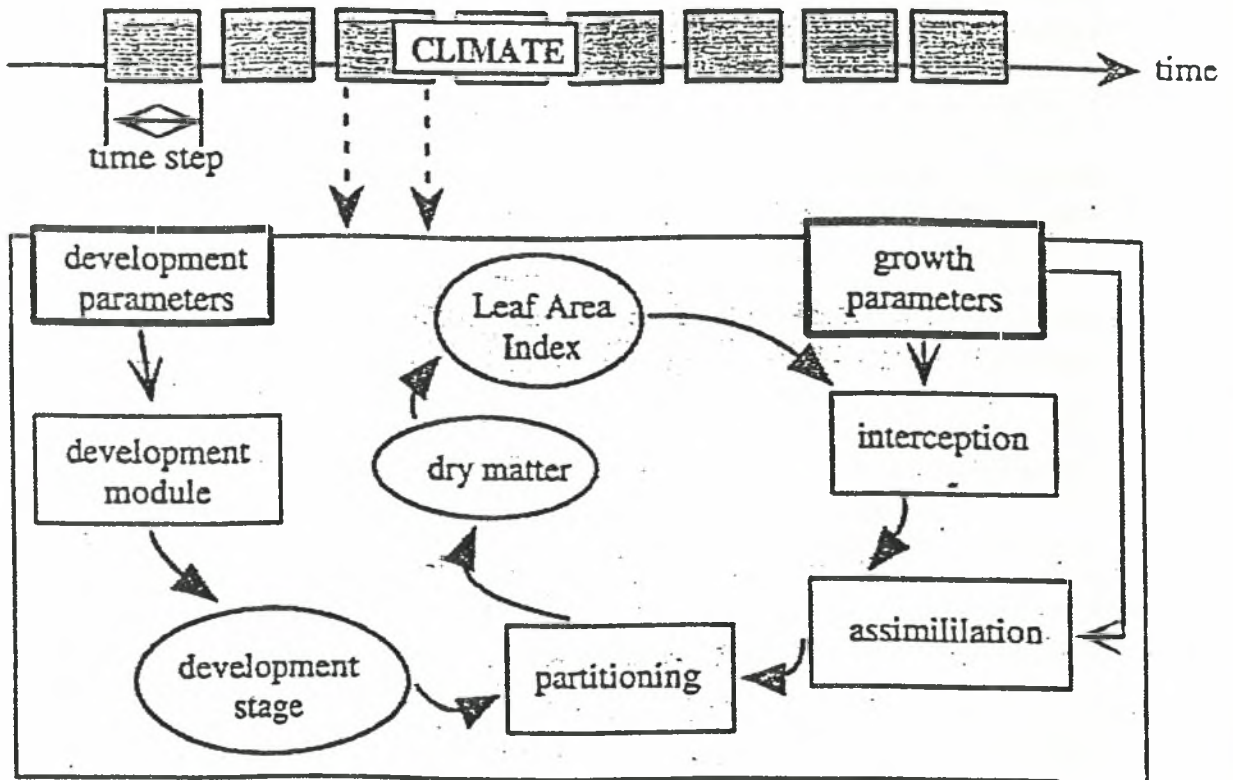 CLIMATE
time
time step
development
parameters
growth
parameters
Leaf Area
Index
development
module
dry matter
interception
assimililation
development
stage
partitioning